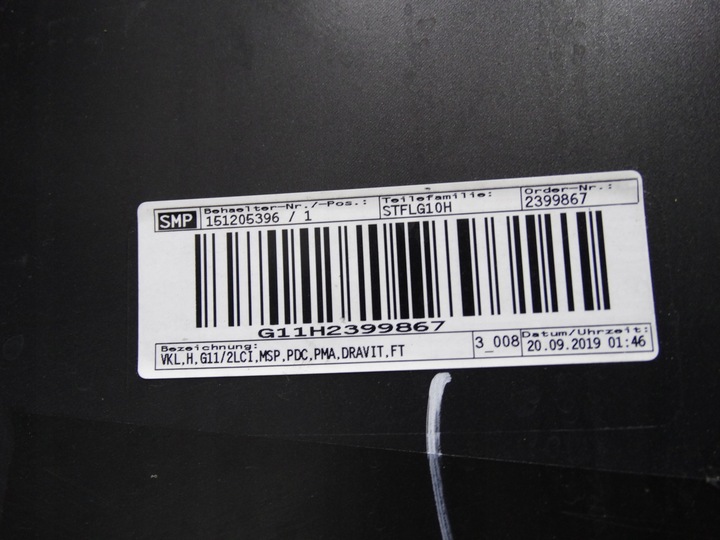 SMP
Behaelter-Nr./-Pos.: Teilefamilie: Order-Nr.:
151205396 / 1 STFLG10H 2399867
G11H2399867
Bezeichnung: 3_008 Datum/Uhrzeit:
VKL,H,G11/2LCI,MSP,PDC,PMA,DRAVIT,FT 20.09.2019 01:46